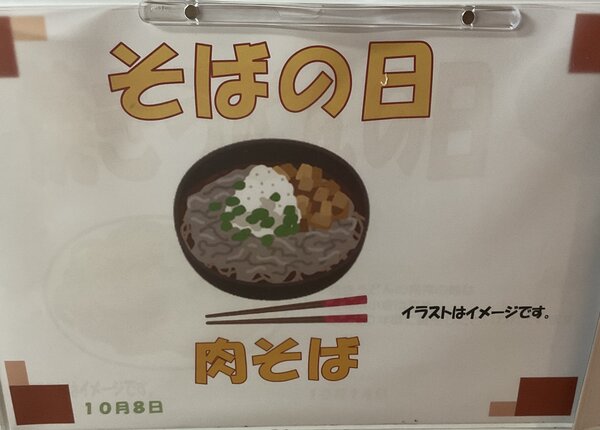 そばの日
イラストはイメージです。
肉そば
10月8日